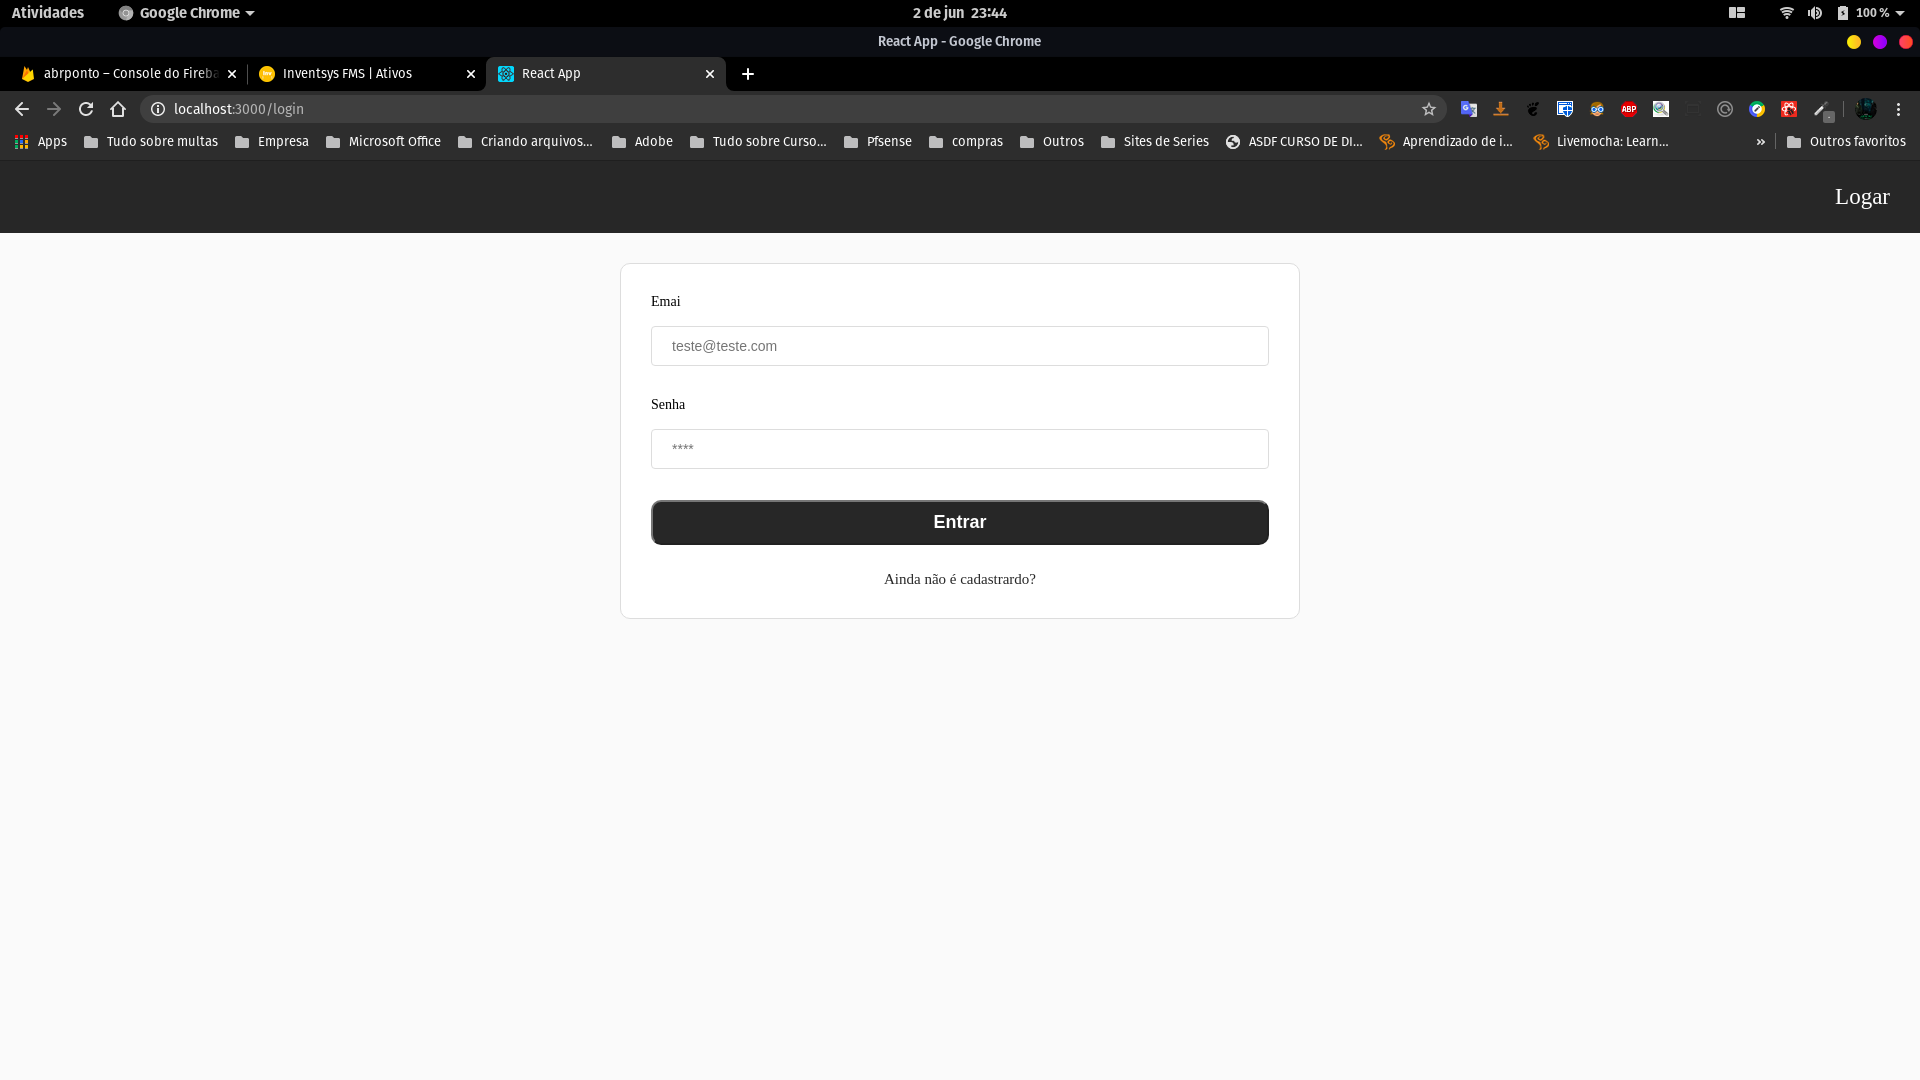 Atividades Google Chrome 2 de jun 23:44 100 %
React App - Google Chrome
abrponto – Console do Fireba Inventsys FMS | Ativos React App
localhost:3000/login
Apps Tudo sobre multas Empresa Microsoft Office Criando arquivos... Adobe Tudo sobre Curso... Pfsense compras Outros Sites de Series ASDF CURSO DE DI... Aprendizado de i... Livemocha: Learn... » Outros favoritos
Logar
Emai
teste@teste.com
Senha
****
Entrar
Ainda não é cadastrardo?